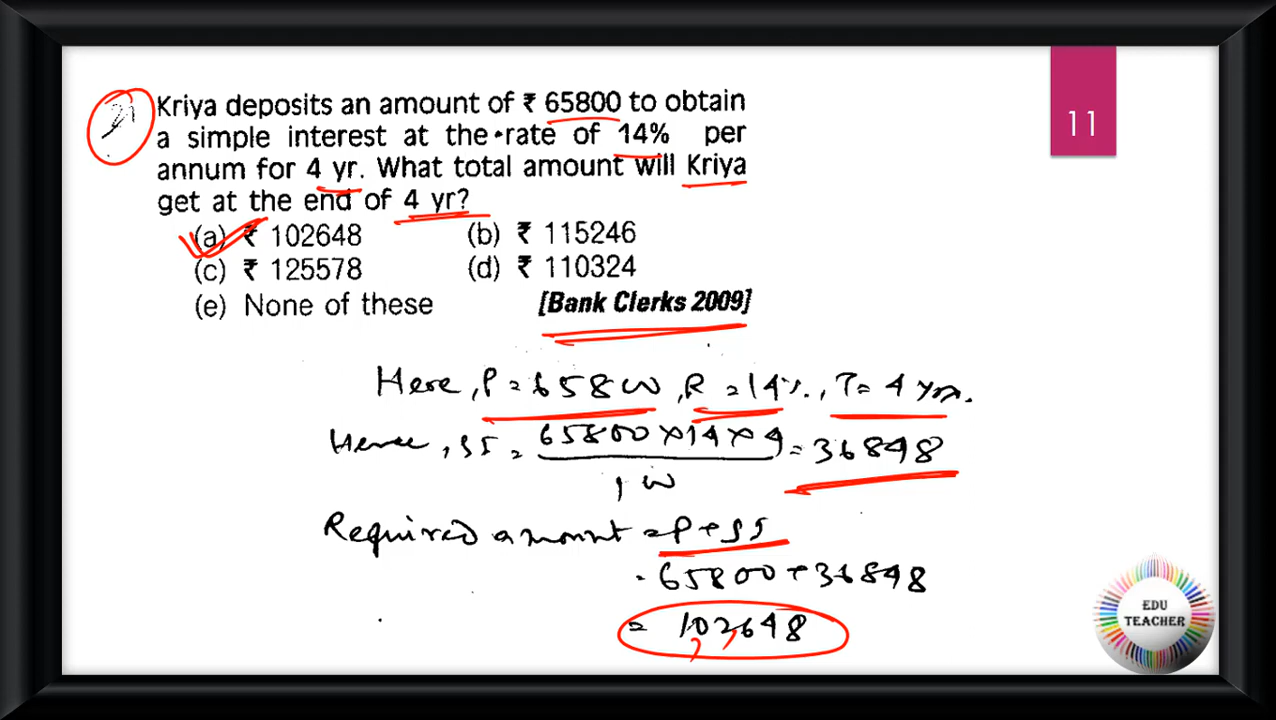 11
Kriya deposits an amount of ₹ 65800 to obtain
a simple interest at the rate of 14% per
annum for 4 yr. What total amount will Kriya
get at the end of 4 yr?
(a) ₹ 102648 (b) ₹ 115246
(c) ₹ 125578 (d) ₹ 110324
(e) None of these [Bank Clerks 2009]
Here, P = 65800, R = 14%, T = 4 yrs.
Hence, SI = 65800 × 14 × 4 = 36848
100
Required amount = P + SI
= 65800 + 36848
= 102648
EDU
TEACHER